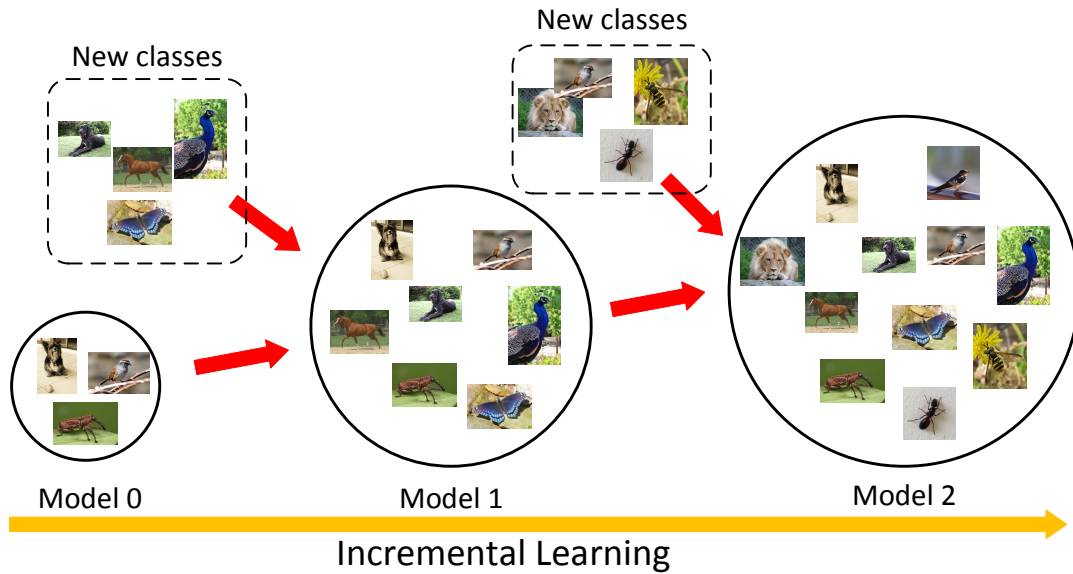 New classes
New classes
Model 0
Model 1
Model 2
Incremental Learning